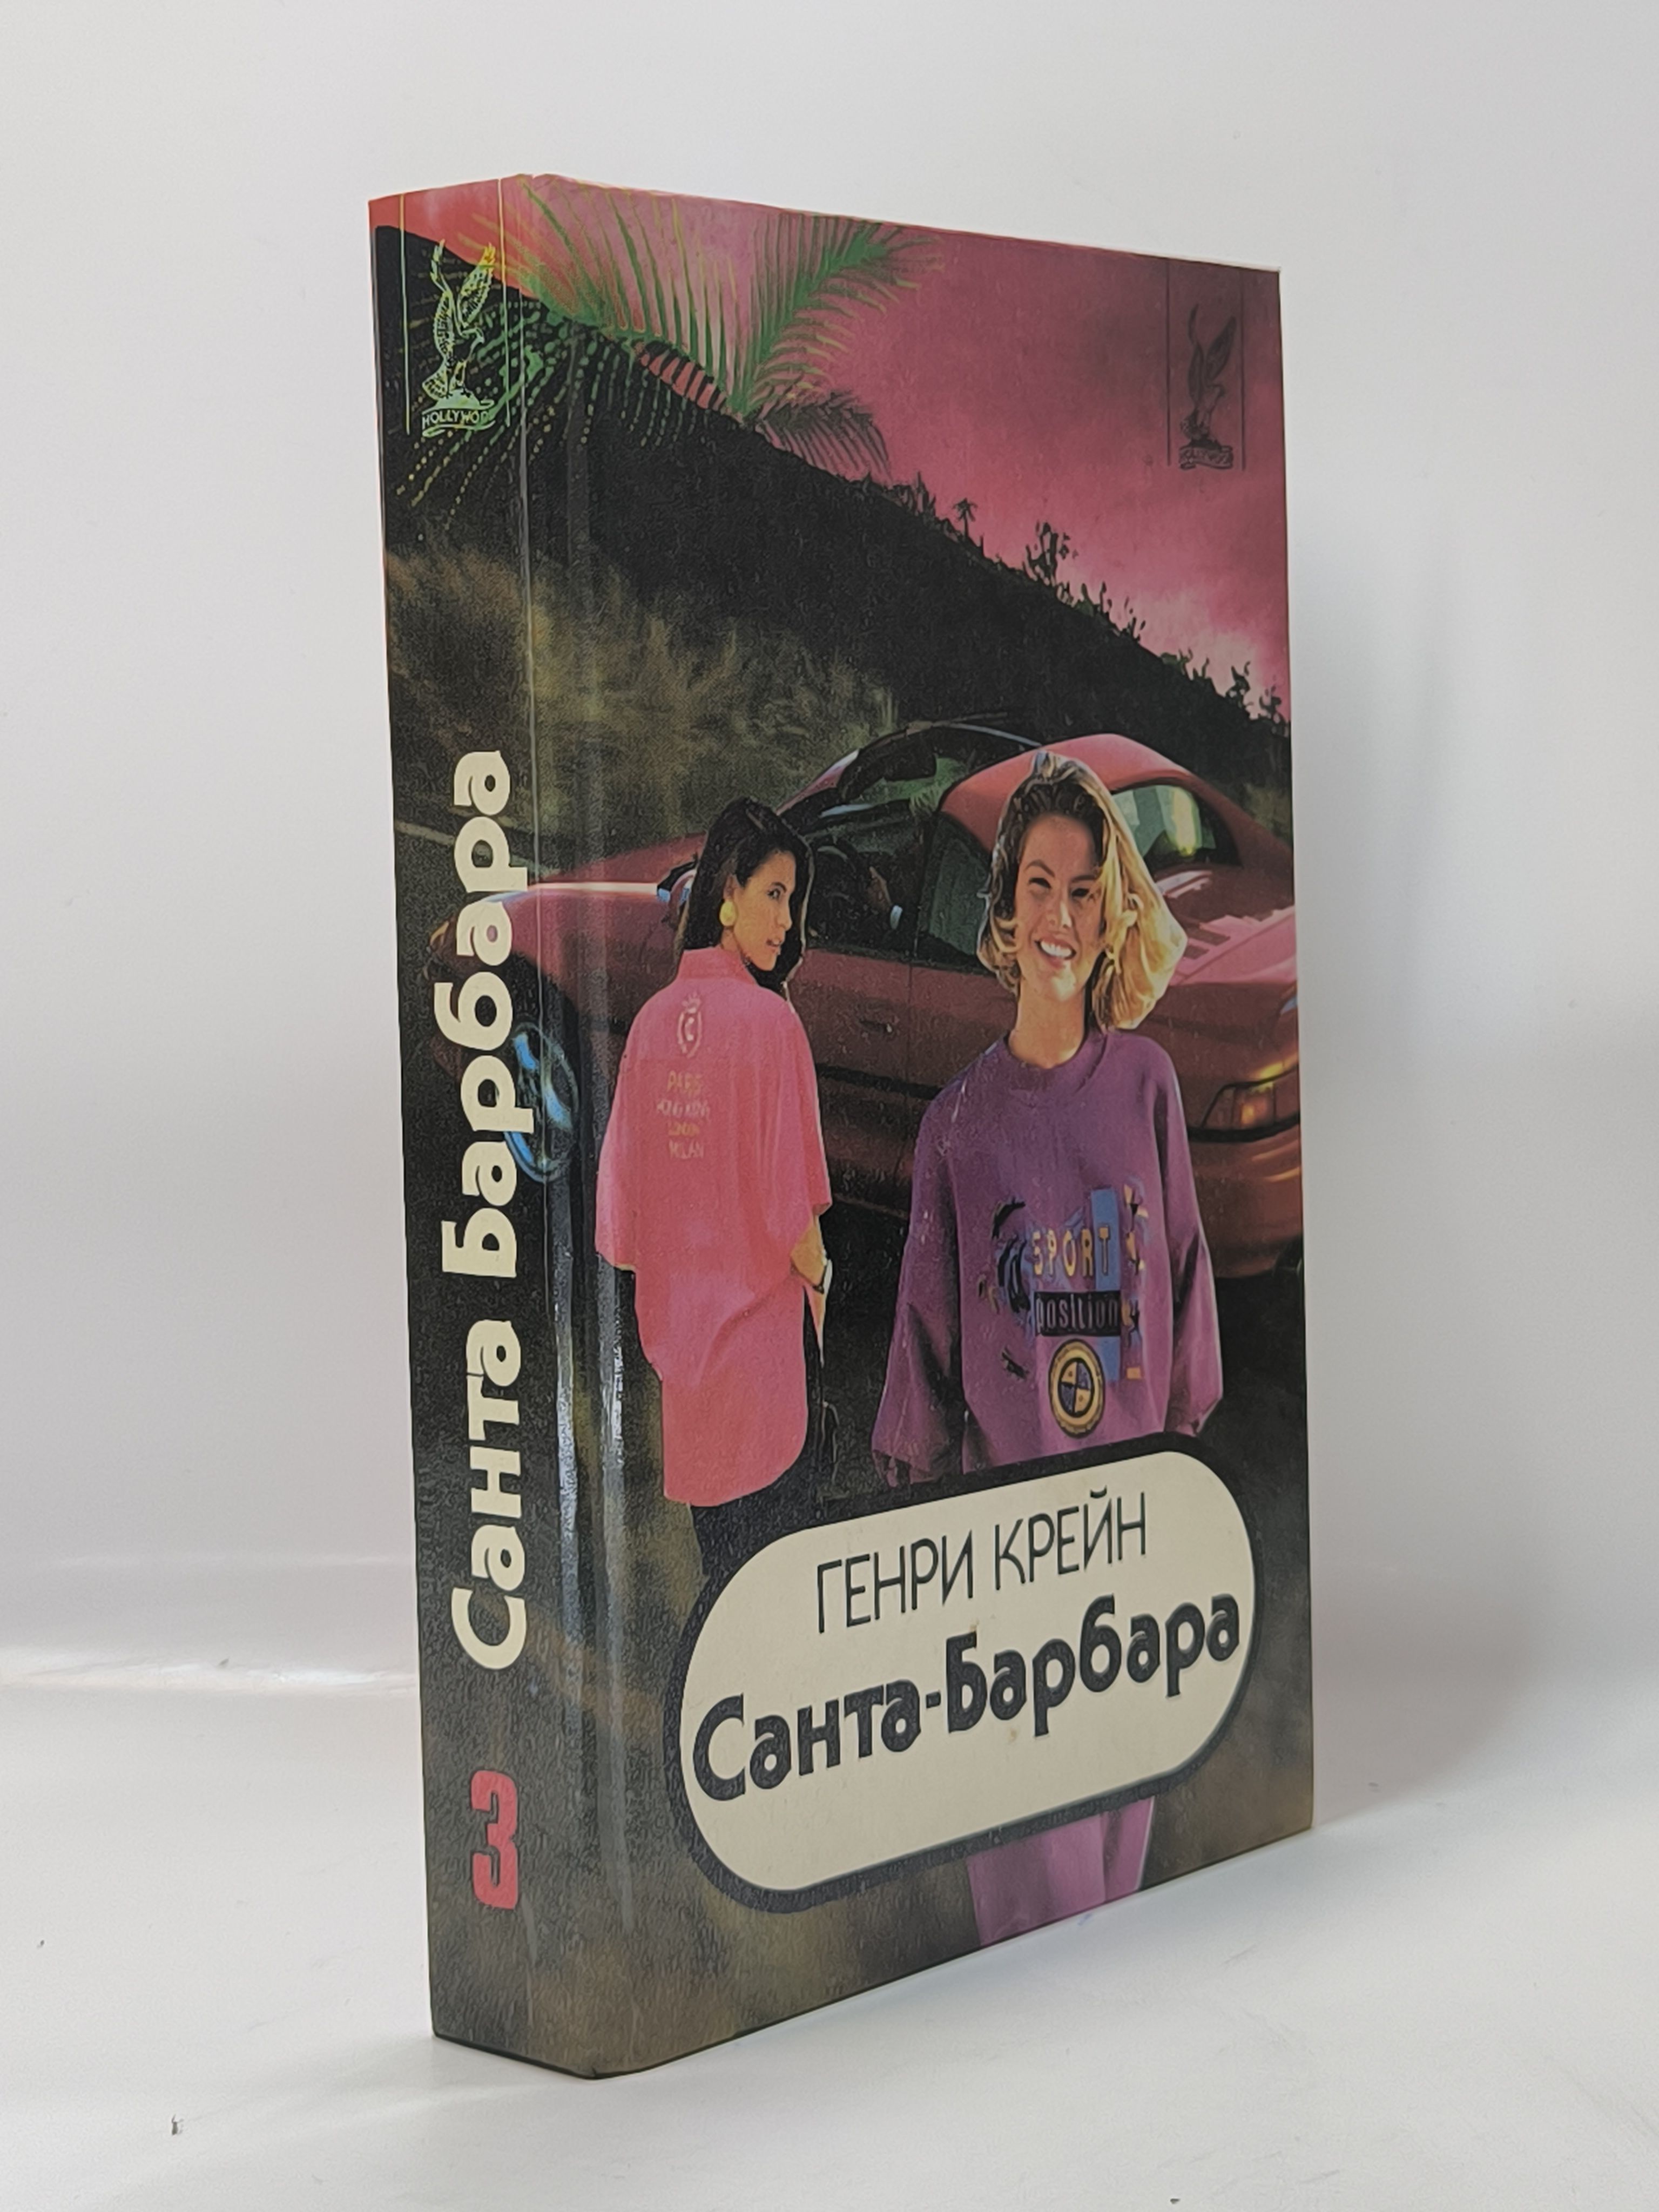 HOLLYWOOD
Санта Барбара
3
PARIS
HONG KONG
LONDON
MILAN
SPORT
position
ГЕНРИ КРЕЙН
Санта-Барбара